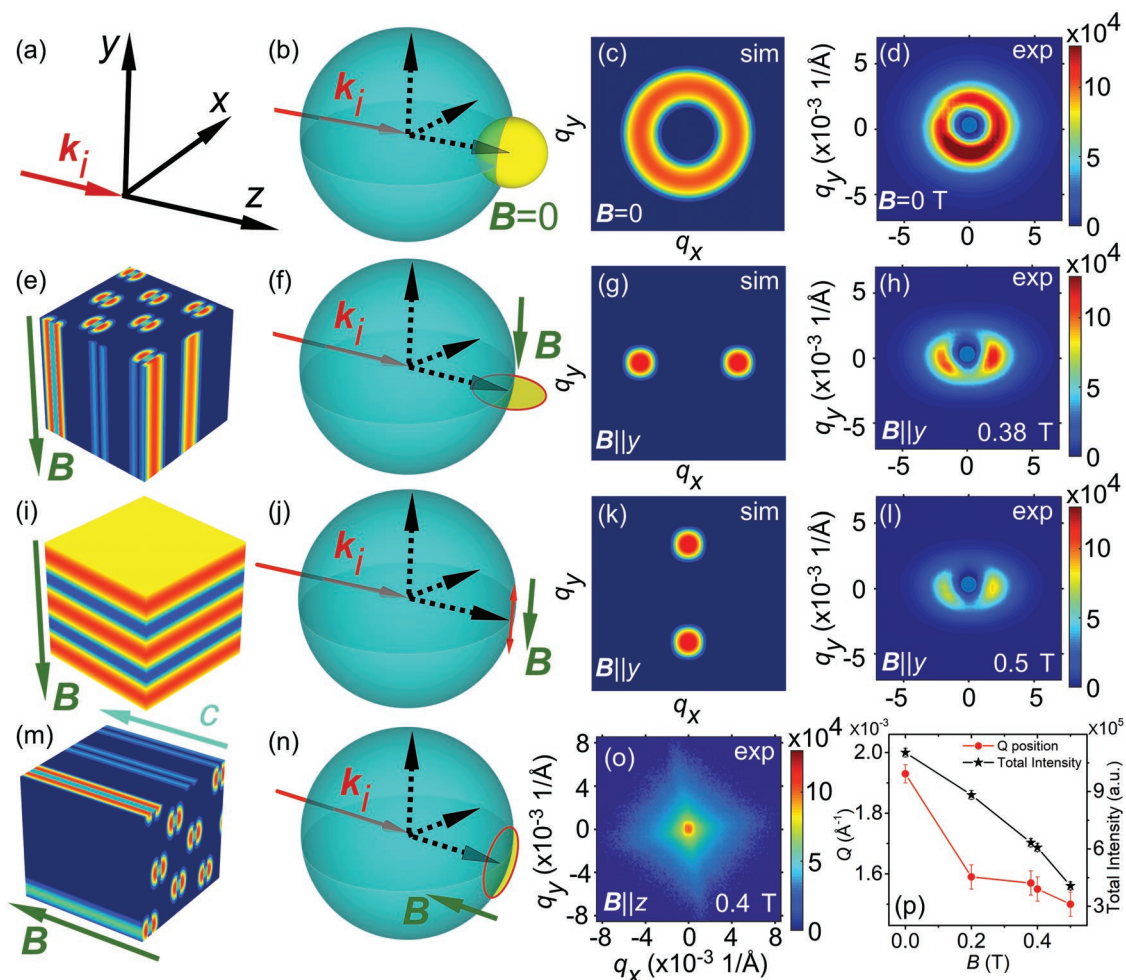 (a)
y
x
z
k_i
(b)
k_i
B=0
(c)
sim
q_y
B=0
q_x
(d)
exp
x10^4
q_y (x10^-3 1/Å)
5
0
-5
B=0 T
-5 0 5
10
5
0
(e)
B
(f)
k_i
B
(g)
sim
q_y
B||y
q_x
(h)
exp
x10^4
q_y (x10^-3 1/Å)
5
0
-5
B||y 0.38 T
-5 0 5
10
5
0
(i)
B
(j)
k_i
B
(k)
sim
q_y
B||y
q_x
(l)
exp
x10^4
q_y (x10^-3 1/Å)
5
0
-5
B||y 0.5 T
-5 0 5
10
5
0
(m)
c
B
(n)
k_i
B
(o)
exp
x10^4
q_y (x10^-3 1/Å)
8
4
0
-4
-8
B||z 0.4 T
-8 -4 0 4 8
q_x (x10^-3 1/Å)
10
5
0
(p)
x10^-3
x10^5
Q position
Total Intensity
Q (Å^-1)
2.0
1.8
1.6
Total Intensity (a.u.)
9
6
3
0.0 0.2 0.4
B (T)